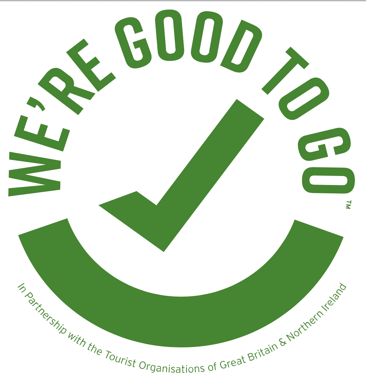 WE'RE GOOD TO GO
TM
In Partnership with the Tourist Organisations of Great Britain & Northern Ireland